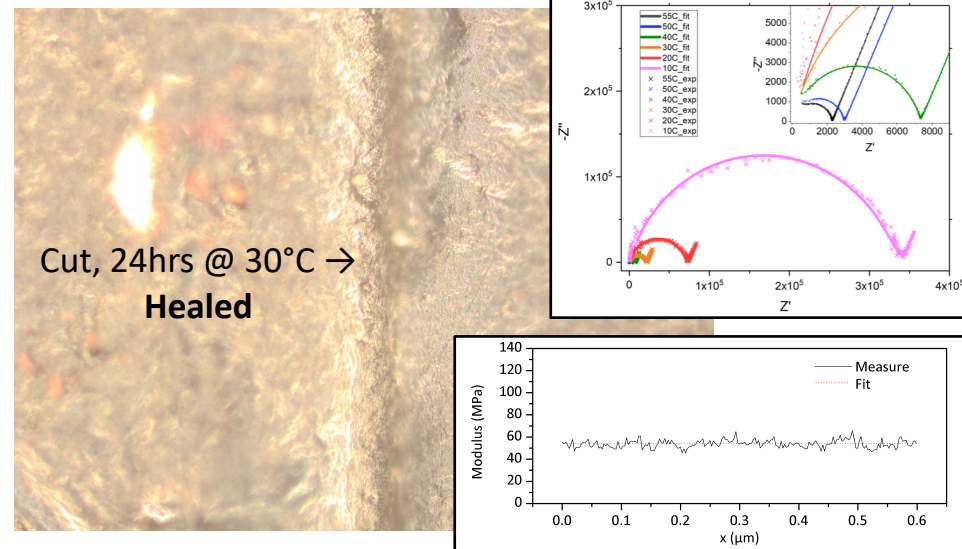 Cut, 24hrs @ 30°C →
Healed
3x10⁵
2x10⁵
1x10⁵
0
-Z"
55C_fit
50C_fit
40C_fit
30C_fit
20C_fit
10C_fit
55C_exp
50C_exp
40C_exp
30C_exp
20C_exp
10C_exp
5000
4000
3000
2000
1000
0
-Z"
0 2000 4000 6000 8000
Z'
0 1x10⁵ 2x10⁵ 3x10⁵ 4x10⁵
Z'
140
120
100
80
60
40
20
0
Modulus (MPa)
Measure
Fit
0.0 0.1 0.2 0.3 0.4 0.5 0.6
x (µm)